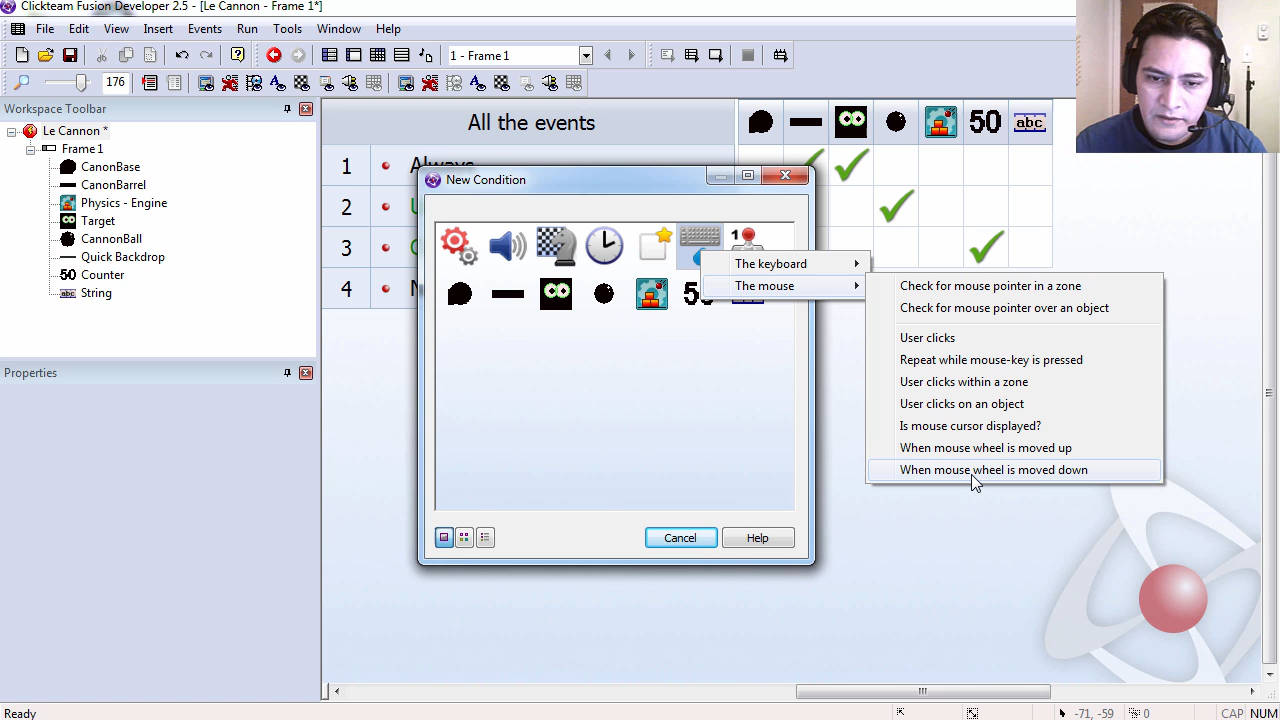 Clickteam Fusion Developer 2.5 - [Le Cannon - Frame 1*]
File Edit View Insert Events Run Tools Window Help
1 - Frame1
176
Workspace Toolbar
Le Cannon *
Frame 1
CanonBase
CanonBarrel
Physics - Engine
Target
CannonBall
Quick Backdrop
50 Counter
abc String
Properties
All the events
50 abc
1 Always
2
3
4
New Condition
1
50
The keyboard
The mouse
Check for mouse pointer in a zone
Check for mouse pointer over an object
User clicks
Repeat while mouse-key is pressed
User clicks within a zone
User clicks on an object
Is mouse cursor displayed?
When mouse wheel is moved up
When mouse wheel is moved down
Cancel Help
Ready
-71, -59 0 CAP NUM